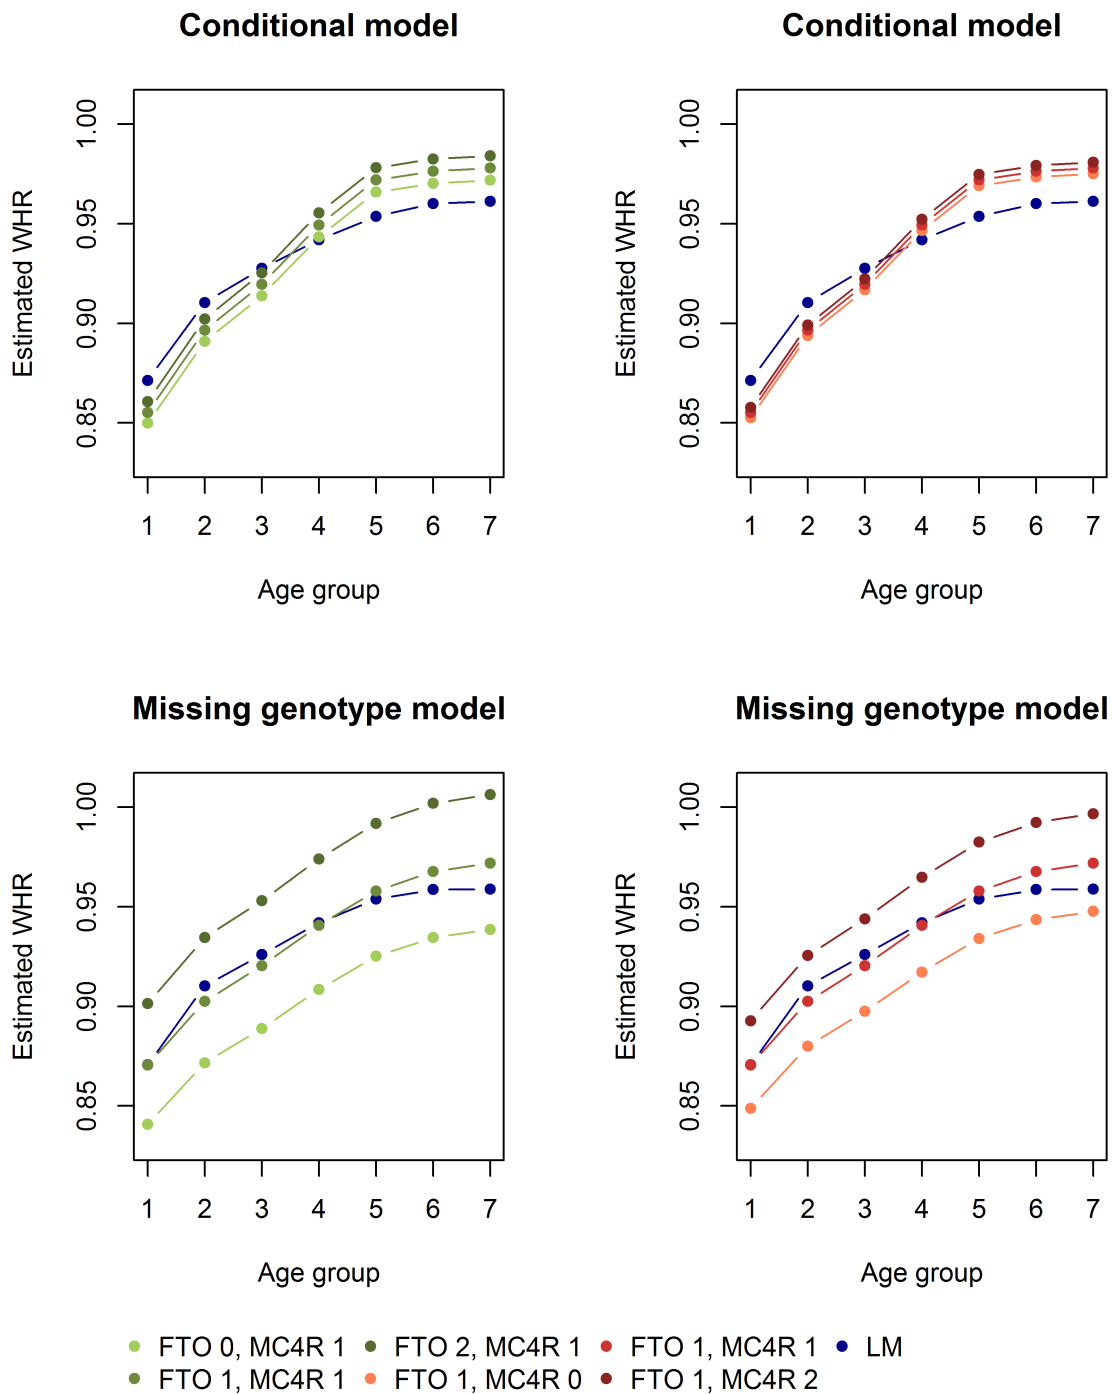 Conditional model
Conditional model
Estimated WHR
1.00
0.95
0.90
0.85
1 2 3 4 5 6 7
Age group
Estimated WHR
1.00
0.95
0.90
0.85
1 2 3 4 5 6 7
Age group
Missing genotype model
Missing genotype model
Estimated WHR
1.00
0.95
0.90
0.85
1 2 3 4 5 6 7
Age group
Estimated WHR
1.00
0.95
0.90
0.85
1 2 3 4 5 6 7
Age group
FTO 0, MC4R 1 FTO 2, MC4R 1 FTO 1, MC4R 1 LM
FTO 1, MC4R 1 FTO 1, MC4R 0 FTO 1, MC4R 2